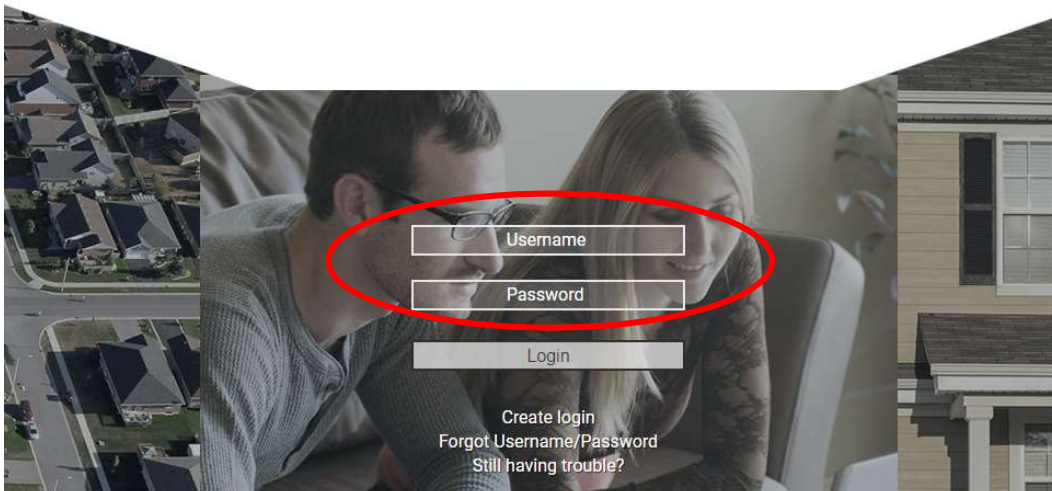 Username
Password
Login
Create login
Forgot Username/Password
Still having trouble?